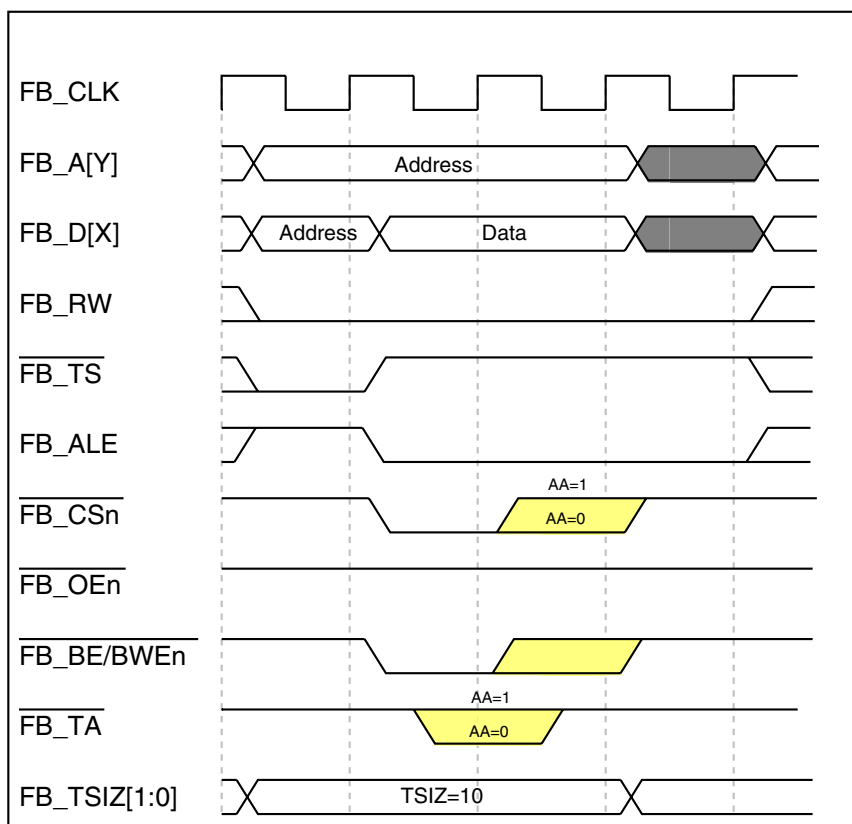 FB_CLK
FB_A[Y]
Address
FB_D[X]
Address
Data
FB_RW
FB_TS
FB_ALE
AA=1
FB_CSn
AA=0
FB_OEn
FB_BE/BWEn
AA=1
FB_TA
AA=0
FB_TSIZ[1:0]
TSIZ=10